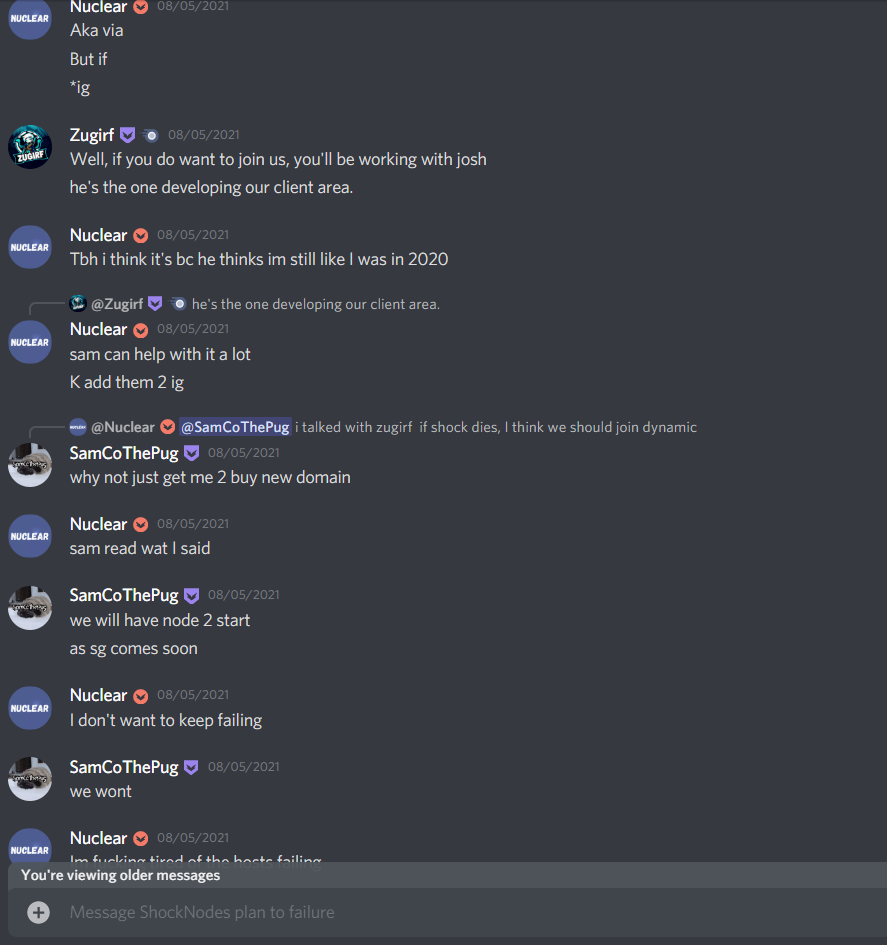 NUCLEAR
Nuclear 08/05/2021
Aka via
But if
*ig
ZUGIRF
Zugirf 08/05/2021
Well, if you do want to join us, you'll be working with josh
he's the one developing our client area.
NUCLEAR
Nuclear 08/05/2021
Tbh i think it's bc he thinks im still like I was in 2020
@Zugirf he's the one developing our client area.
NUCLEAR
Nuclear 08/05/2021
sam can help with it a lot
K add them 2 ig
@Nuclear @SamCoThePug i talked with zugirf if shock dies, I think we should join dynamic
SamCoThePug
SamCoThePug 08/05/2021
why not just get me 2 buy new domain
NUCLEAR
Nuclear 08/05/2021
sam read wat I said
SamCoThePug
SamCoThePug 08/05/2021
we will have node 2 start
as sg comes soon
NUCLEAR
Nuclear 08/05/2021
I don't want to keep failing
SamCoThePug
SamCoThePug 08/05/2021
we wont
NUCLEAR
Nuclear 08/05/2021
Im fucking tired of the hosts failing
You're viewing older messages
Message ShockNodes plan to failure